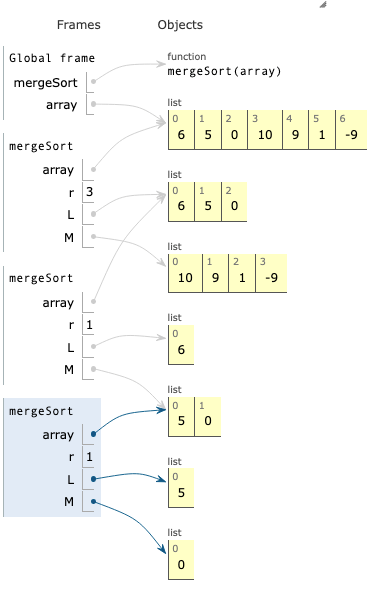 Frames Objects
Global frame
mergeSort
array
function
mergeSort(array)
list
0 1 2 3 4 5 6
6 5 0 10 9 1 -9
mergeSort
array
r 3
L
M
list
0 1 2
6 5 0
list
0 1 2 3
10 9 1 -9
mergeSort
array
r 1
L
M
list
0
6
list
0 1
5 0
mergeSort
array
r 1
L
M
list
0
5
list
0
0